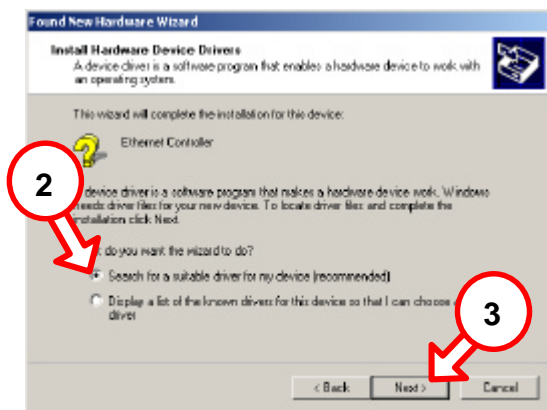 Found New Hardware Wizard
Install Hardware Device Drivers
A device driver is a software program that enables a hardware device to work with
an operating system.
This wizard will complete the installation for this device:
Ethernet Controller
2
device driver is a software program that makes a hardware device work. Windows
needs driver files for your new device. To locate driver files and complete the
installation click Next.
do you want the wizard to do?
Search for a suitable driver for my device (recommended)
Display a list of the known drivers for this device so that I can choose
driver
3
< Back
Next >
Cancel